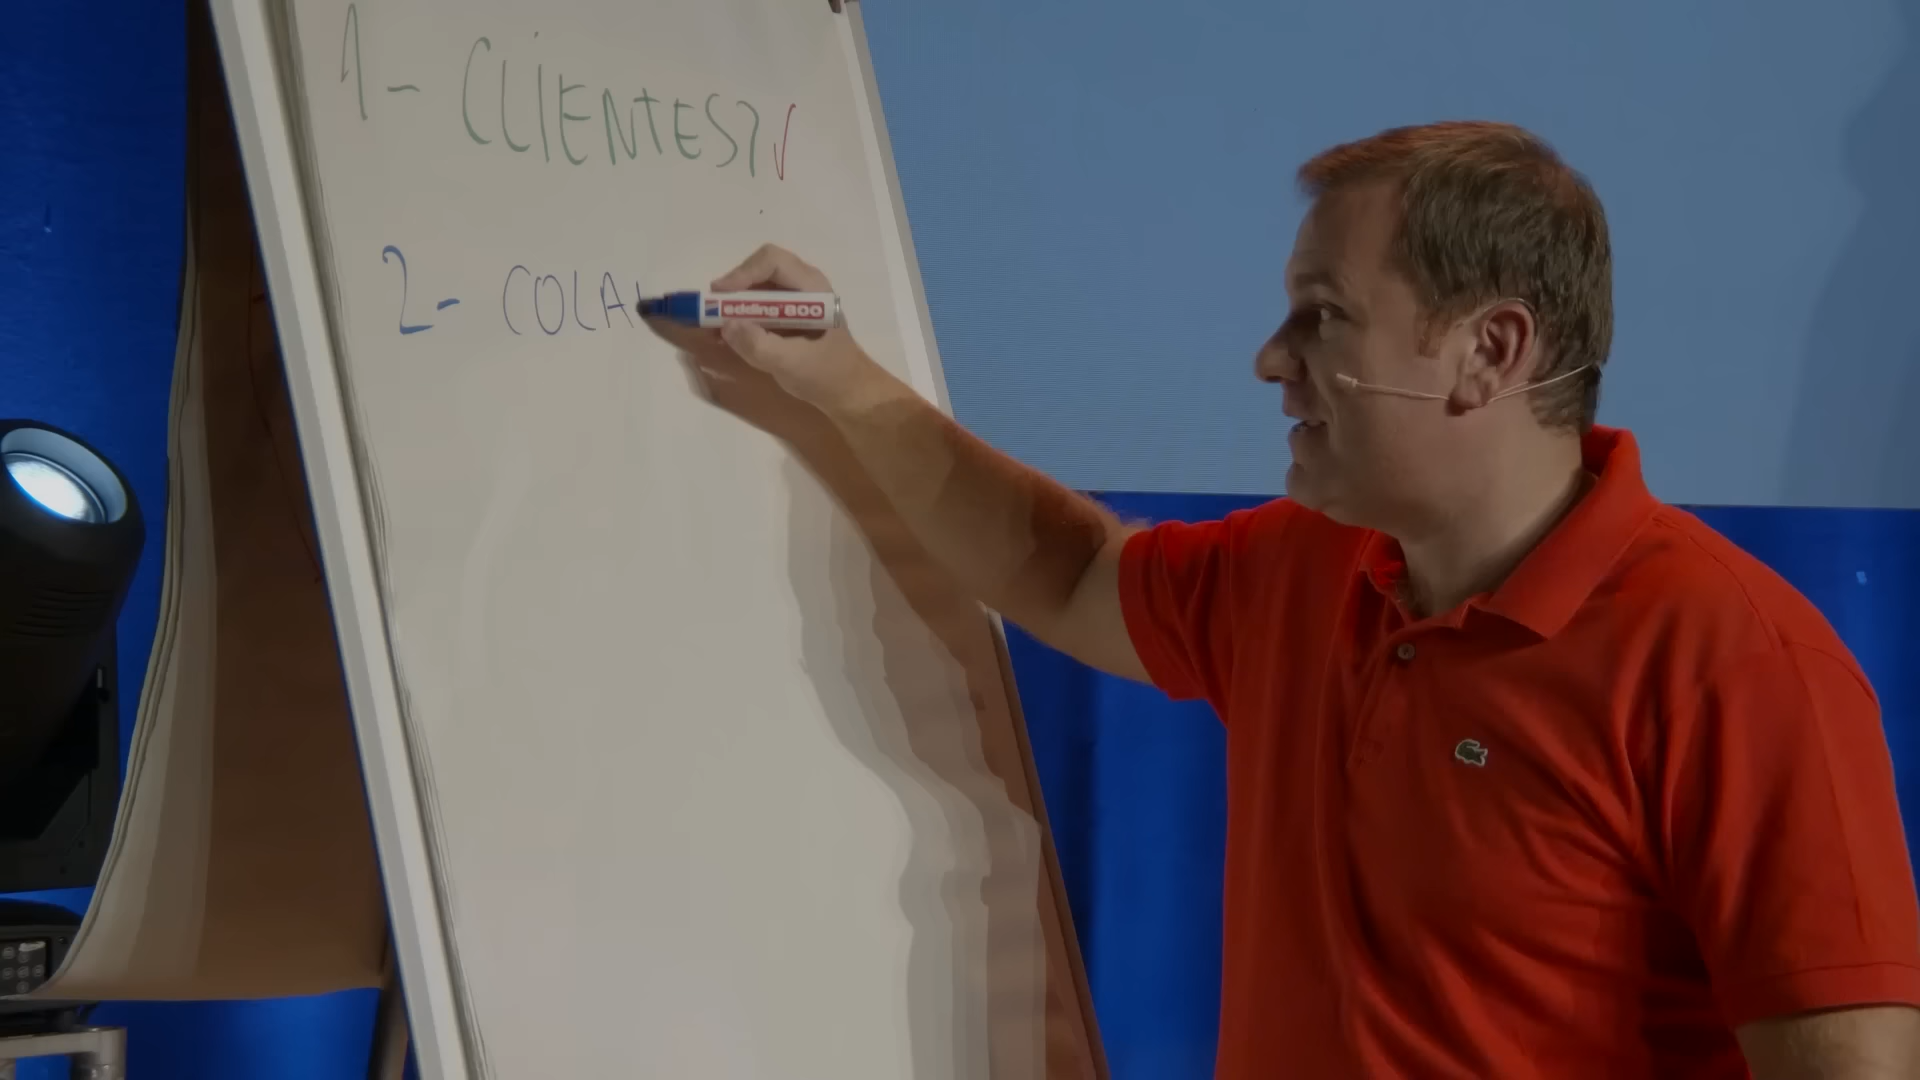 1- CLIENTES? √
2- COLA
edding 800